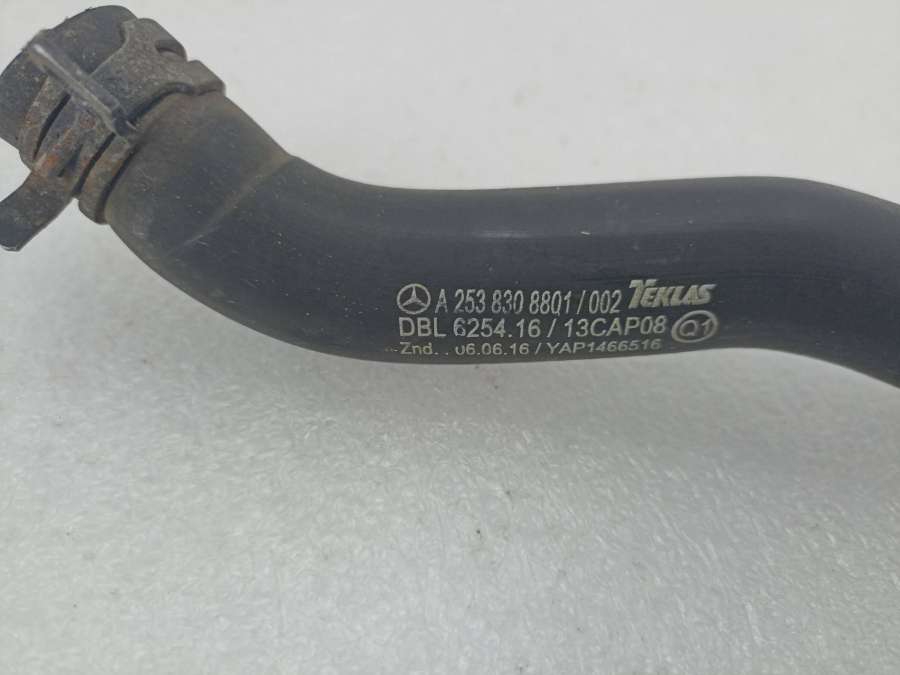 A 253 830 8801/002 TEKLAS
DBL 6254.16 / 13CAP08 Q1
Znd. 06.06.16 / YAP1466516